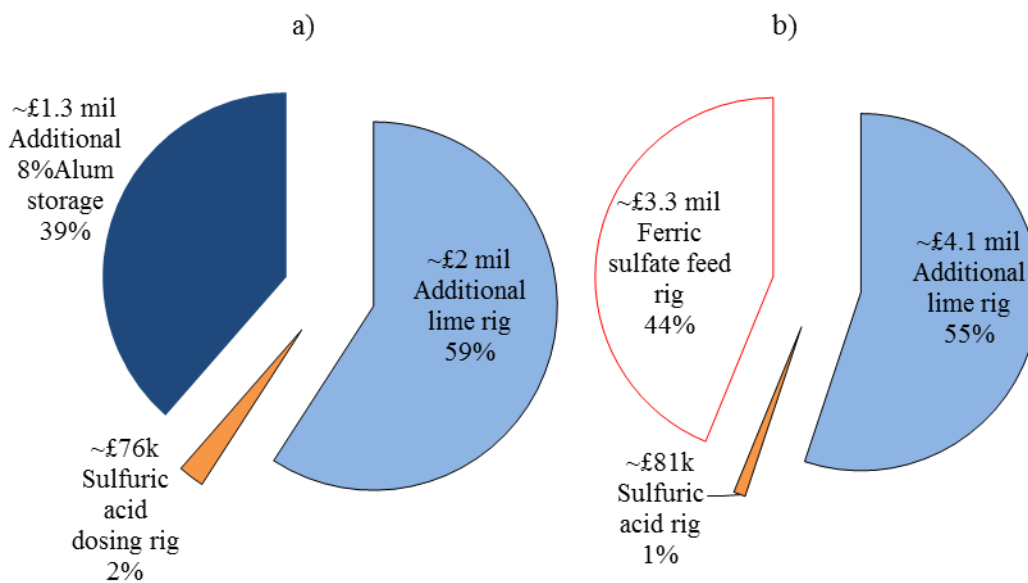 a)
~£1.3 mil
Additional
8%Alum
storage
39%
~£2 mil
Additional
lime rig
59%
~£76k
Sulfuric
acid
dosing rig
2%
b)
~£3.3 mil
Ferric
sulfate feed
rig
44%
~£4.1 mil
Additional
lime rig
55%
~£81k
Sulfuric
acid rig
1%